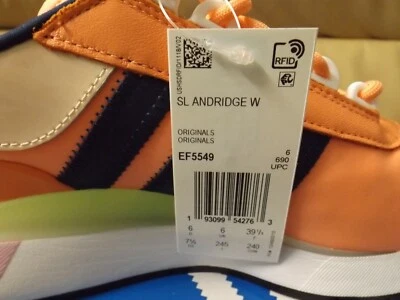 RFID
SL ANDRIDGE W
ORIGINALS
ORIGINALS
EF5549
6
690
UPC
1 93099 54276 3
6 6 39⅓
7½ 245 240